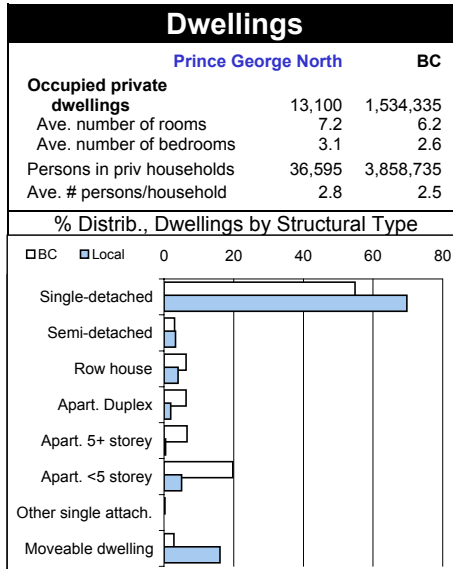 Dwellings
Prince George North BC
Occupied private
dwellings 13,100 1,534,335
Ave. number of rooms 7.2 6.2
Ave. number of bedrooms 3.1 2.6
Persons in priv households 36,595 3,858,735
Ave. # persons/household 2.8 2.5
% Distrib., Dwellings by Structural Type
BC Local 0 20 40 60 80
Single-detached
Semi-detached
Row house
Apart. Duplex
Apart. 5+ storey
Apart. <5 storey
Other single attach.
Moveable dwelling